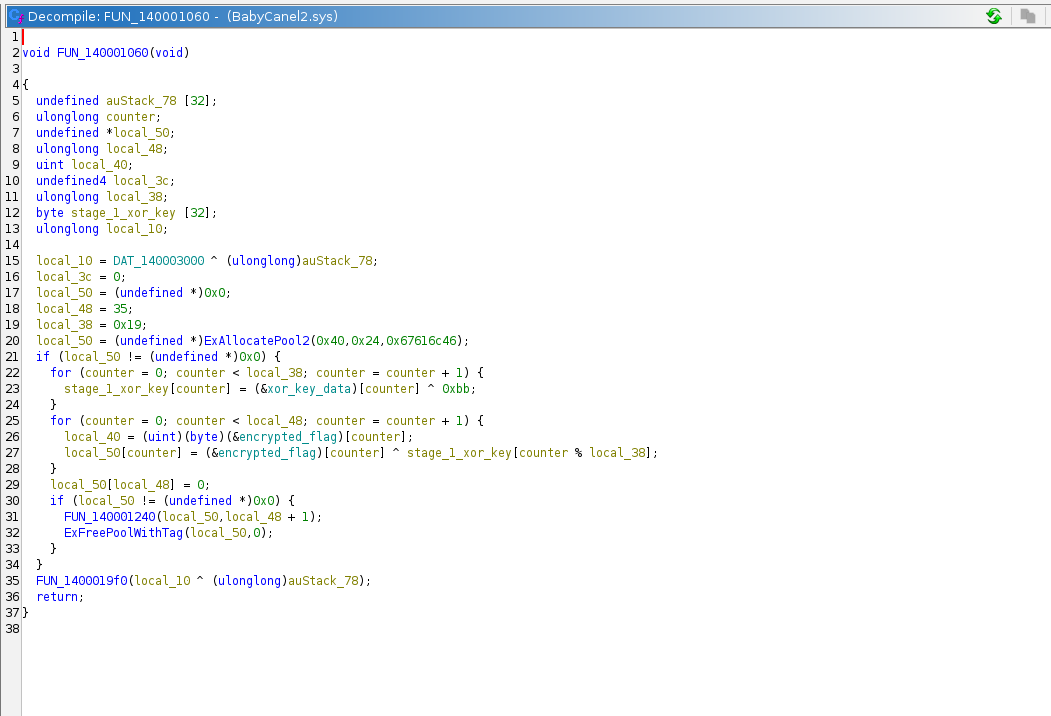 Decompile: FUN_140001060 - (BabyCanel2.sys)
1
2 void FUN_140001060(void)
3
4 {
5 undefined auStack_78 [32];
6 ulonglong counter;
7 undefined *local_50;
8 ulonglong local_48;
9 uint local_40;
10 undefined4 local_3c;
11 ulonglong local_38;
12 byte stage_1_xor_key [32];
13 ulonglong local_10;
14
15 local_10 = DAT_140003000 ^ (ulonglong)auStack_78;
16 local_3c = 0;
17 local_50 = (undefined *)0x0;
18 local_48 = 35;
19 local_38 = 0x19;
20 local_50 = (undefined *)ExAllocatePool2(0x40,0x24,0x67616c46);
21 if (local_50 != (undefined *)0x0) {
22 for (counter = 0; counter < local_38; counter = counter + 1) {
23 stage_1_xor_key[counter] = (&xor_key_data)[counter] ^ 0xbb;
24 }
25 for (counter = 0; counter < local_48; counter = counter + 1) {
26 local_40 = (uint)(byte)(&encrypted_flag)[counter];
27 local_50[counter] = (&encrypted_flag)[counter] ^ stage_1_xor_key[counter % local_38];
28 }
29 local_50[local_48] = 0;
30 if (local_50 != (undefined *)0x0) {
31 FUN_140001240(local_50,local_48 + 1);
32 ExFreePoolWithTag(local_50,0);
33 }
34 }
35 FUN_1400019f0(local_10 ^ (ulonglong)auStack_78);
36 return;
37 }
38